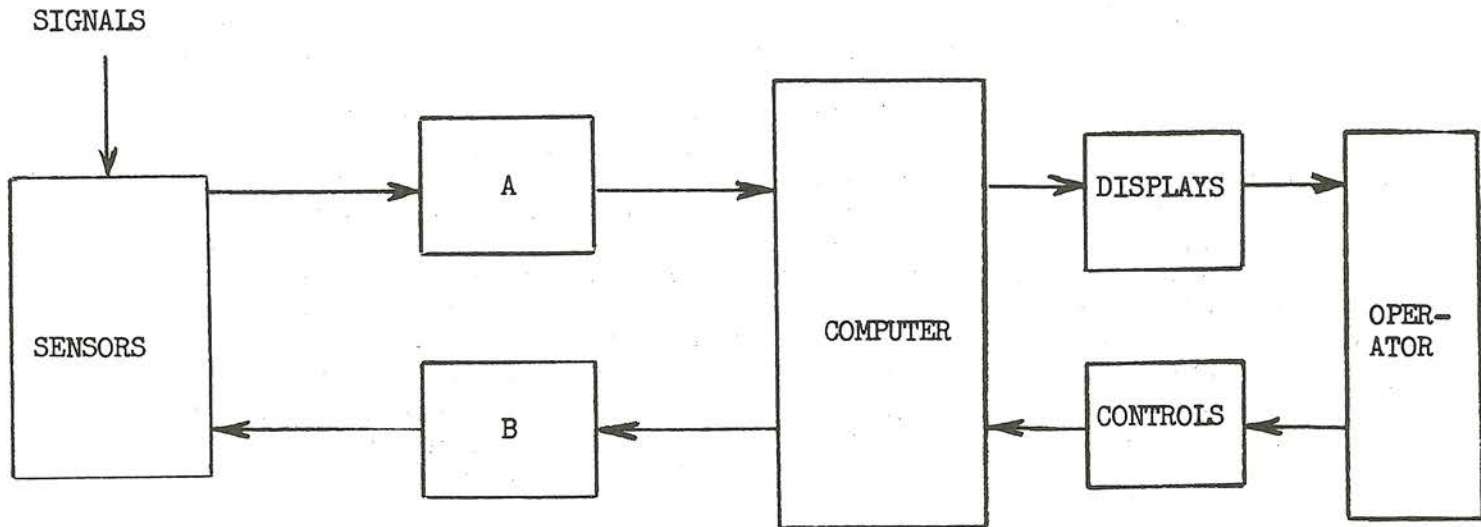 SIGNALS
A
DISPLAYS
SENSORS
COMPUTER
OPER-
ATOR
B
CONTROLS